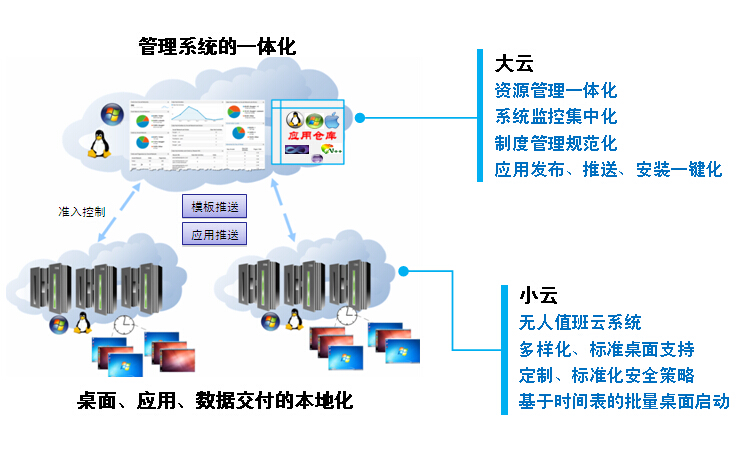 管理系统的一体化
应用仓库
大云
资源管理一体化
系统监控集中化
制度管理规范化
应用发布、推送、安装一键化
准入控制
模板推送
应用推送
小云
无人值班云系统
多样化、标准桌面支持
定制、标准化安全策略
基于时间表的批量桌面启动
桌面、应用、数据交付的本地化